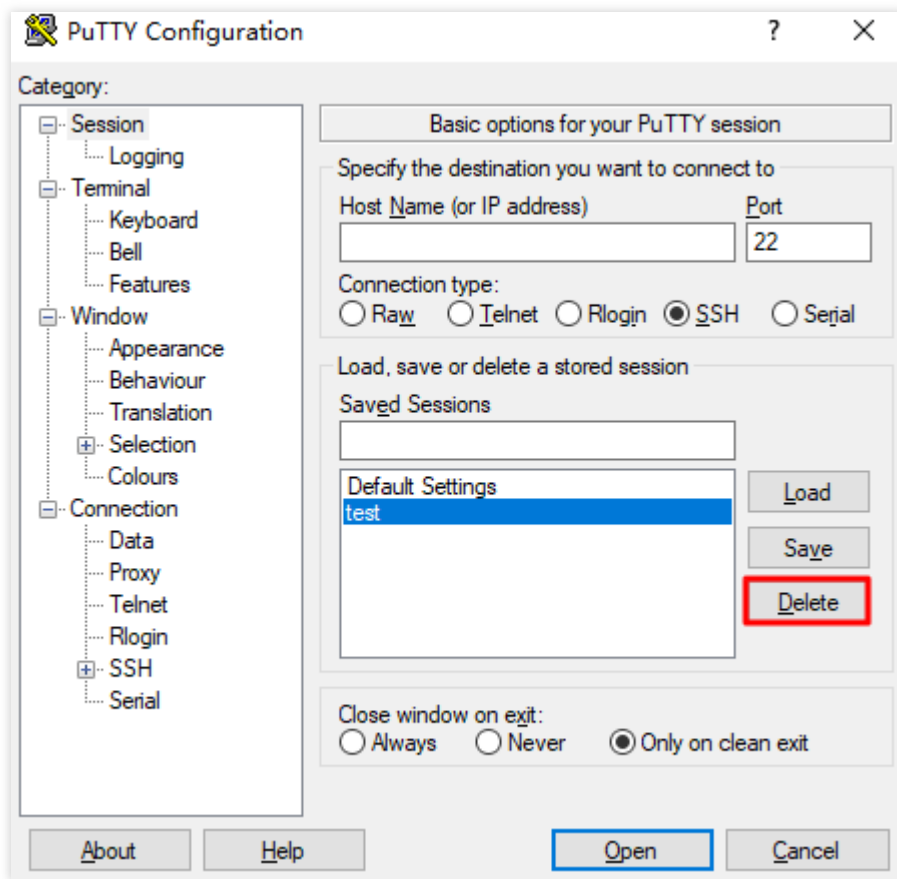 PuTTY Configuration
?
Category:
Session
Logging
Terminal
Keyboard
Bell
Features
Window
Appearance
Behaviour
Translation
Selection
Colours
Connection
Data
Proxy
Telnet
Rlogin
SSH
Serial
Basic options for your PuTTY session
Specify the destination you want to connect to
Host Name (or IP address) Port
22
Connection type:
Raw Telnet Rlogin SSH Serial
Load, save or delete a stored session
Saved Sessions
Default Settings
test
Load
Save
Delete
Close window on exit:
Always Never Only on clean exit
About Help Open Cancel